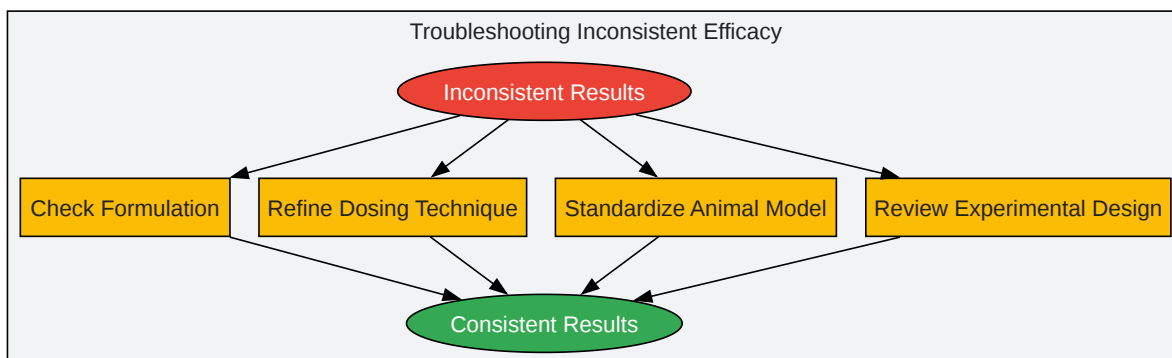 Troubleshooting Inconsistent Efficacy
Inconsistent Results
Check Formulation
Refine Dosing Technique
Standardize Animal Model
Review Experimental Design
Consistent Results